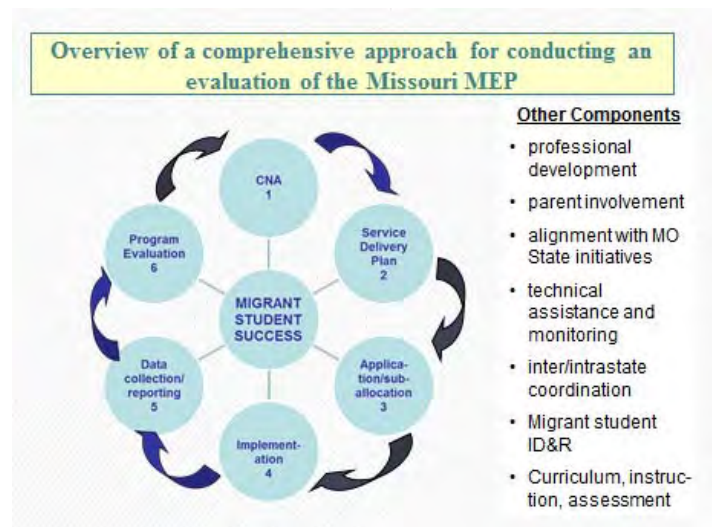 Overview of a comprehensive approach for conducting an
evaluation of the Missouri MEP
CNA
1
Service
Delivery
Plan
2
Applica-
tion/sub-
allocation
3
Implement-
ation
4
Data
collection/
reporting
5
Program
Evaluation
6
MIGRANT
STUDENT
SUCCESS
Other Components
• professional
development
• parent involvement
• alignment with MO
State initiatives
• technical
assistance and
monitoring
• inter/intrastate
coordination
• Migrant student
ID&R
• Curriculum, instruc-
tion, assessment